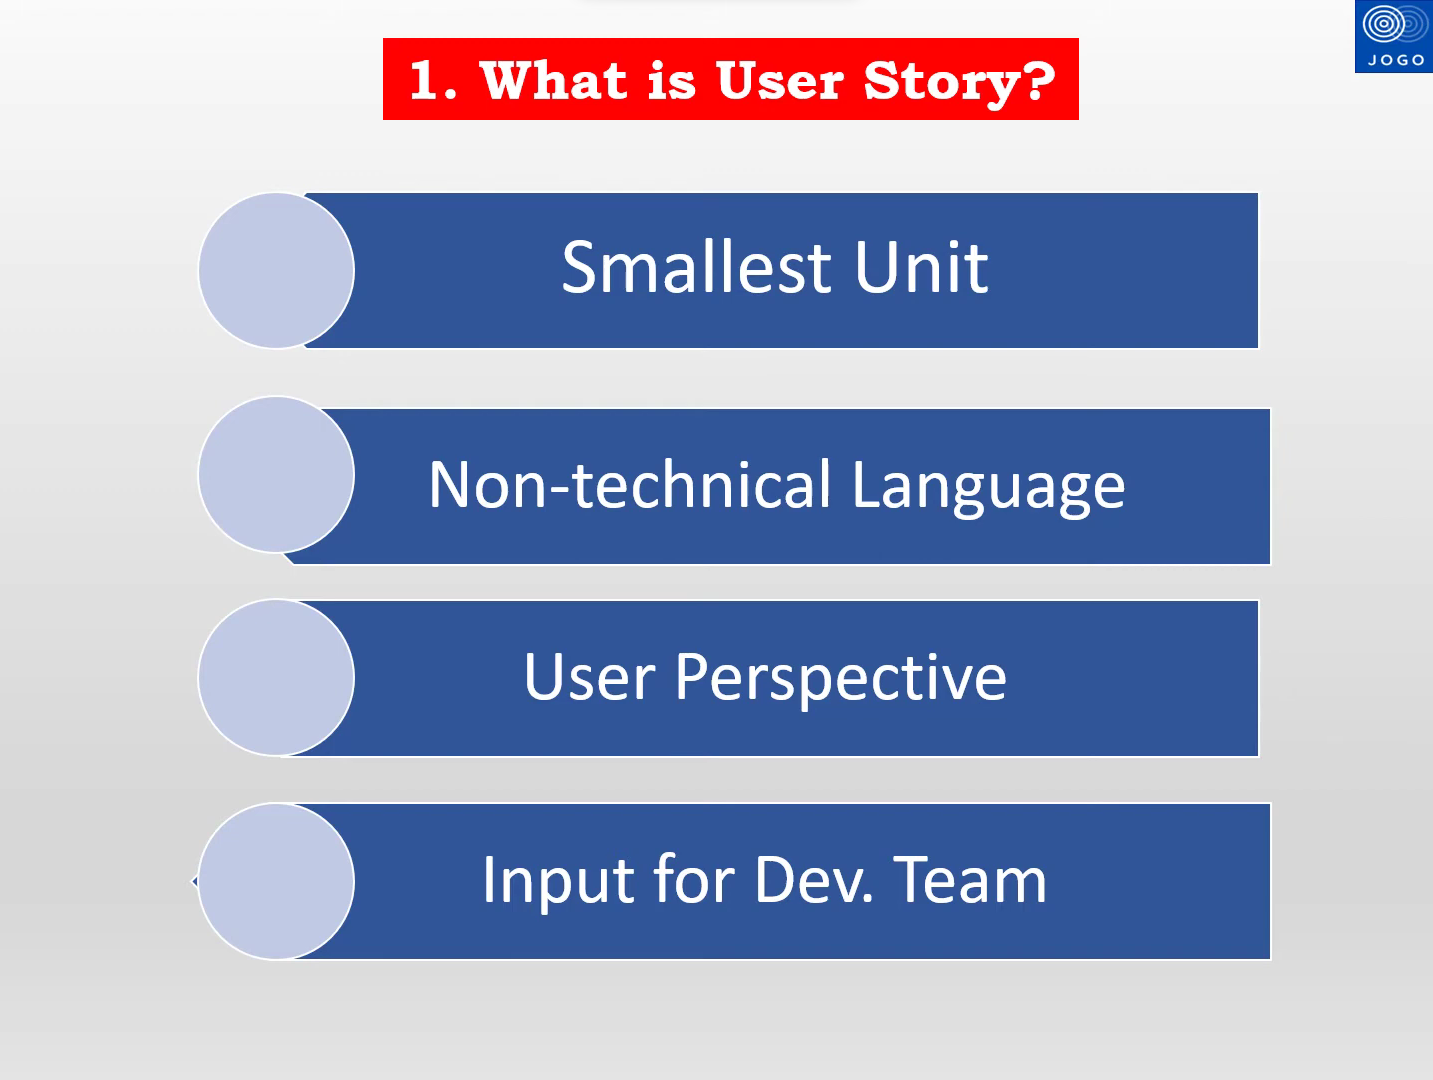 1. What is User Story?
JOGO
Smallest Unit
Non-technical Language
User Perspective
Input for Dev. Team